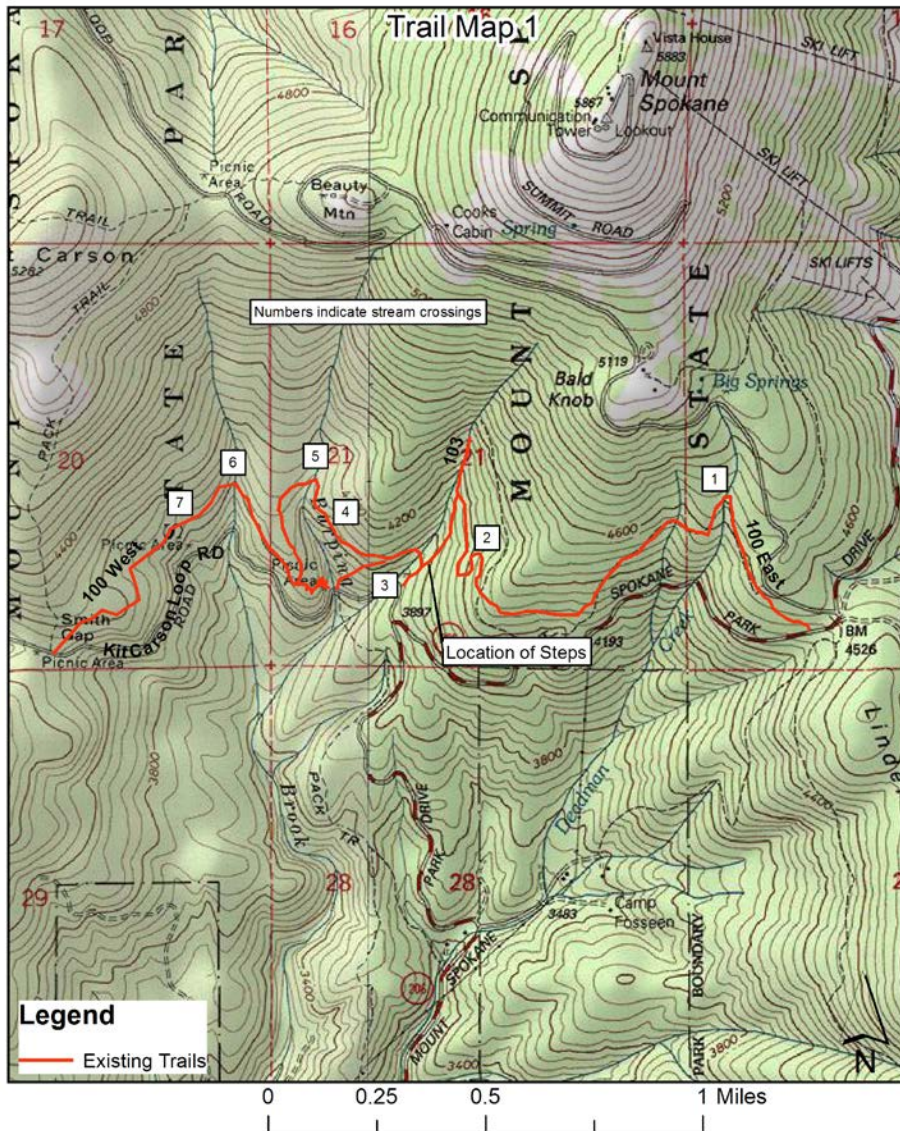 Trail Map 1
17
16
LOOP
PAR
4800
Vista House
5883
Mount
Spokane
5867
Communication
Tower
Lookout
SKI LIFT
SKI LIFT
5200
SKI LIFTS
Picnic
Area
ROAD
Beauty
Mtn
Cooks
Cabin
Spring
SUMMIT
ROAD
TRAIL
Carson
5282
TRAIL
4800
Numbers indicate stream crossings
MOUNT
STATE
STATE
5119
Bald
Knob
Big Springs
PACK
20
21
21
103
1
2
3
4
5
6
7
4200
4600
4600
4400
100 West
100 East
Picnic Area
Picnic
Area
KitCarsonLoop RD
ROAD
Smith
Gap
Picnic Area
Burping
3897
4193
SPOKANE
PARK
DRIVE
Creek
BM
4526
Location of Steps
3800
3800
Deadman
Linde
4400
Brook
PACK
TR
DRIVE
PARK
29
28
28
3483
Camp
Fosseen
3400
206
SPOKANE
MOUNT
PARK BOUNDARY
3400
3800
N
Legend
Existing Trails
0 0.25 0.5 1 Miles